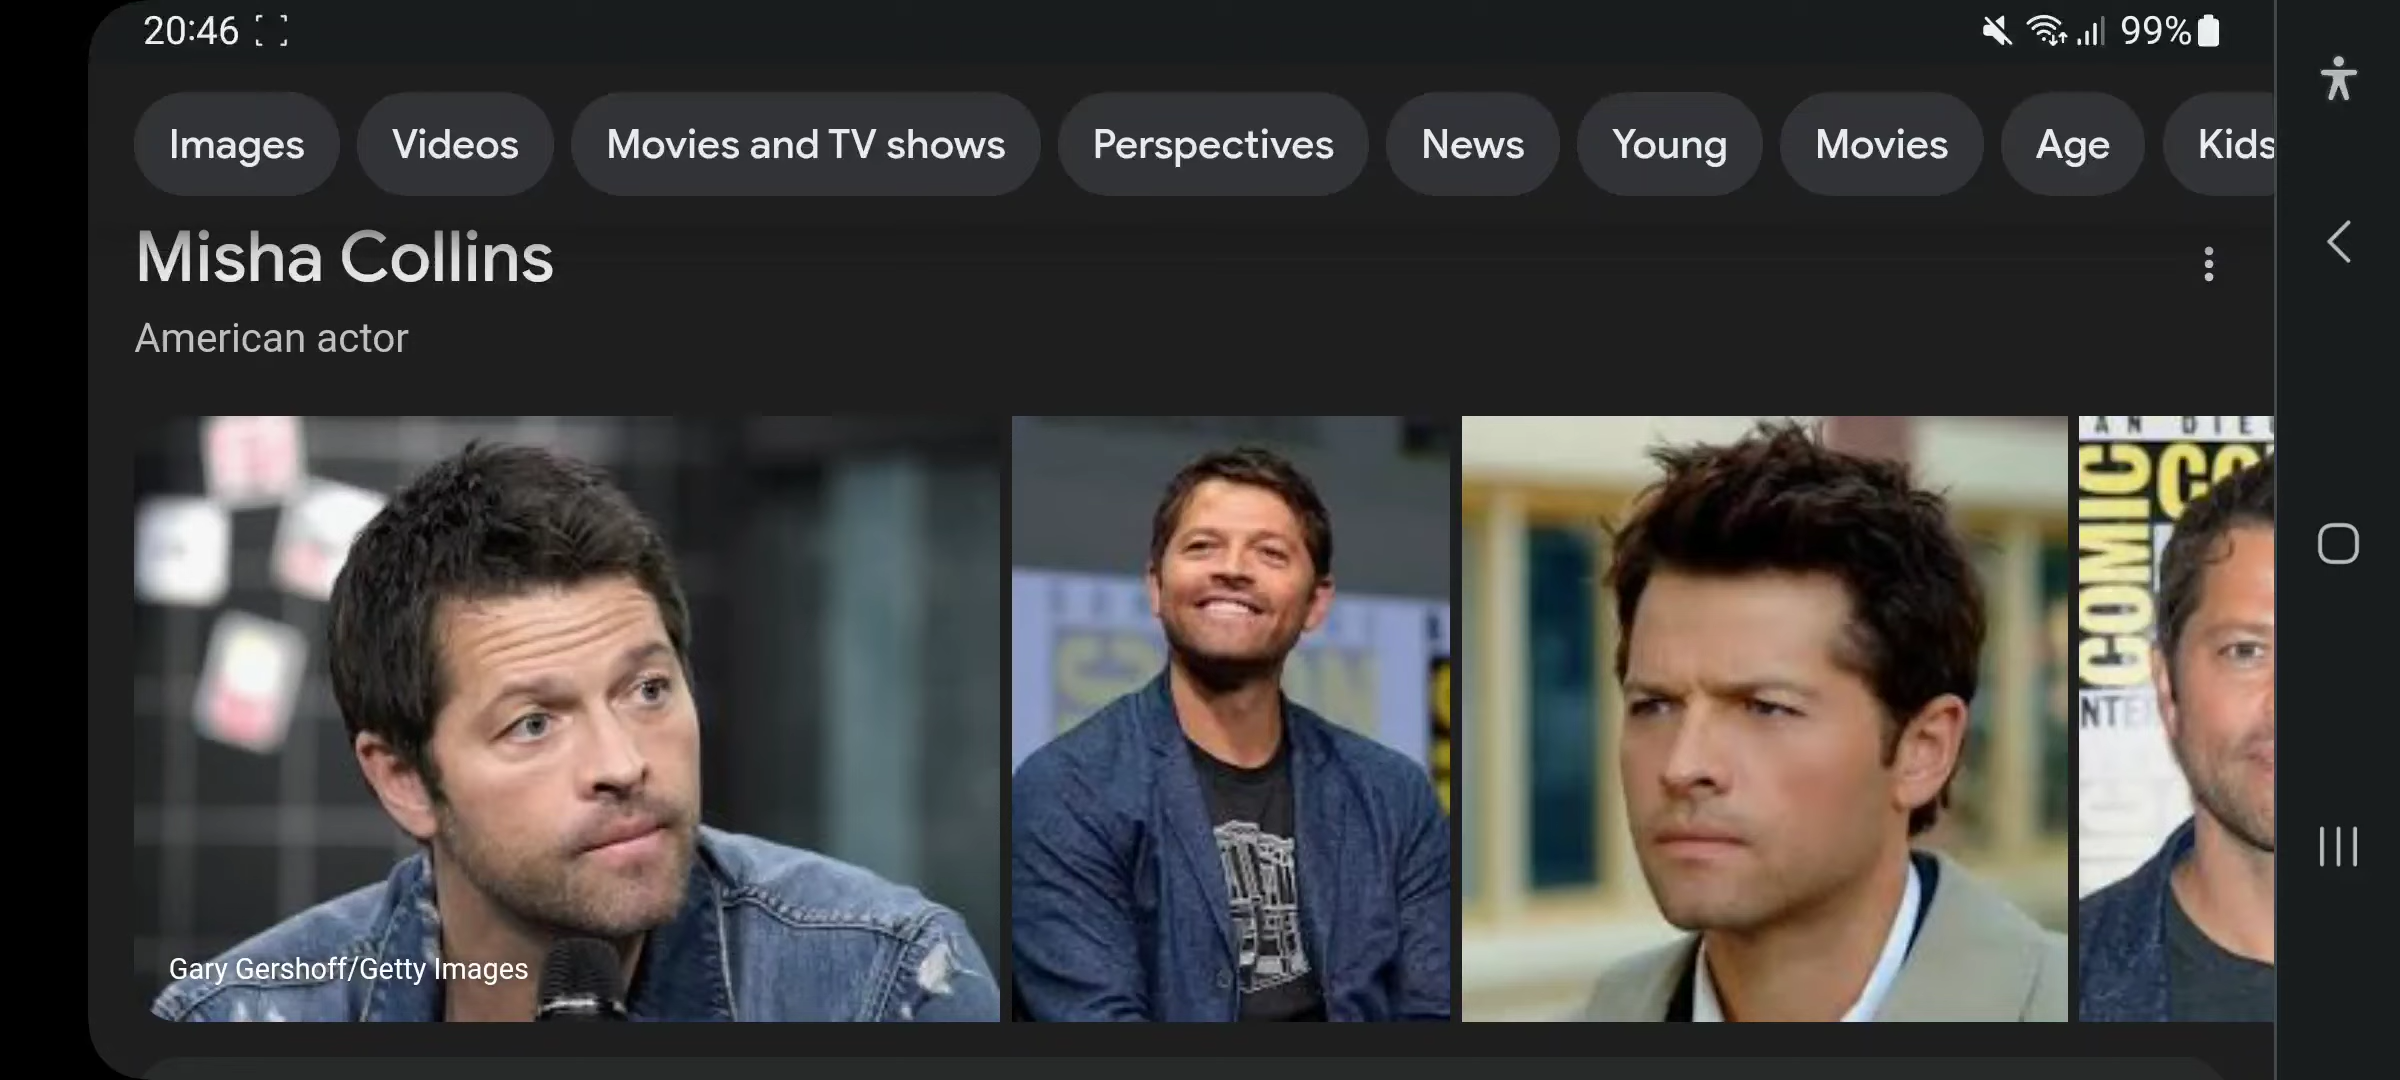 20:46 99%
Images Videos Movies and TV shows Perspectives News Young Movies Age Kids
Misha Collins
American actor
Gary Gershoff/Getty Images
COMIC